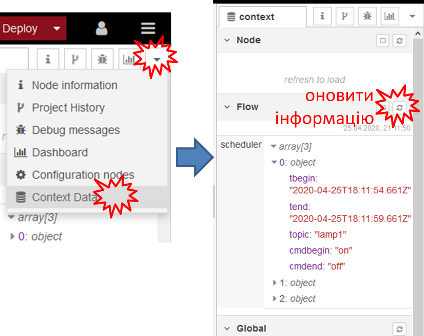 Deploy
Node information
Project History
Debug messages
Dashboard
Configuration nodes
Context Data
array[3]
0: object
context
Node
refresh to load
Flow
оновити
інформацію
25.04.2020, 21:11:50
scheduler
array[3]
0: object
tbegin:
"2020-04-25T18:11:54.661Z"
tend:
"2020-04-25T18:11:59.661Z"
topic: "lamp1"
cmdbegin: "on"
cmdend: "off"
1: object
2: object
Global